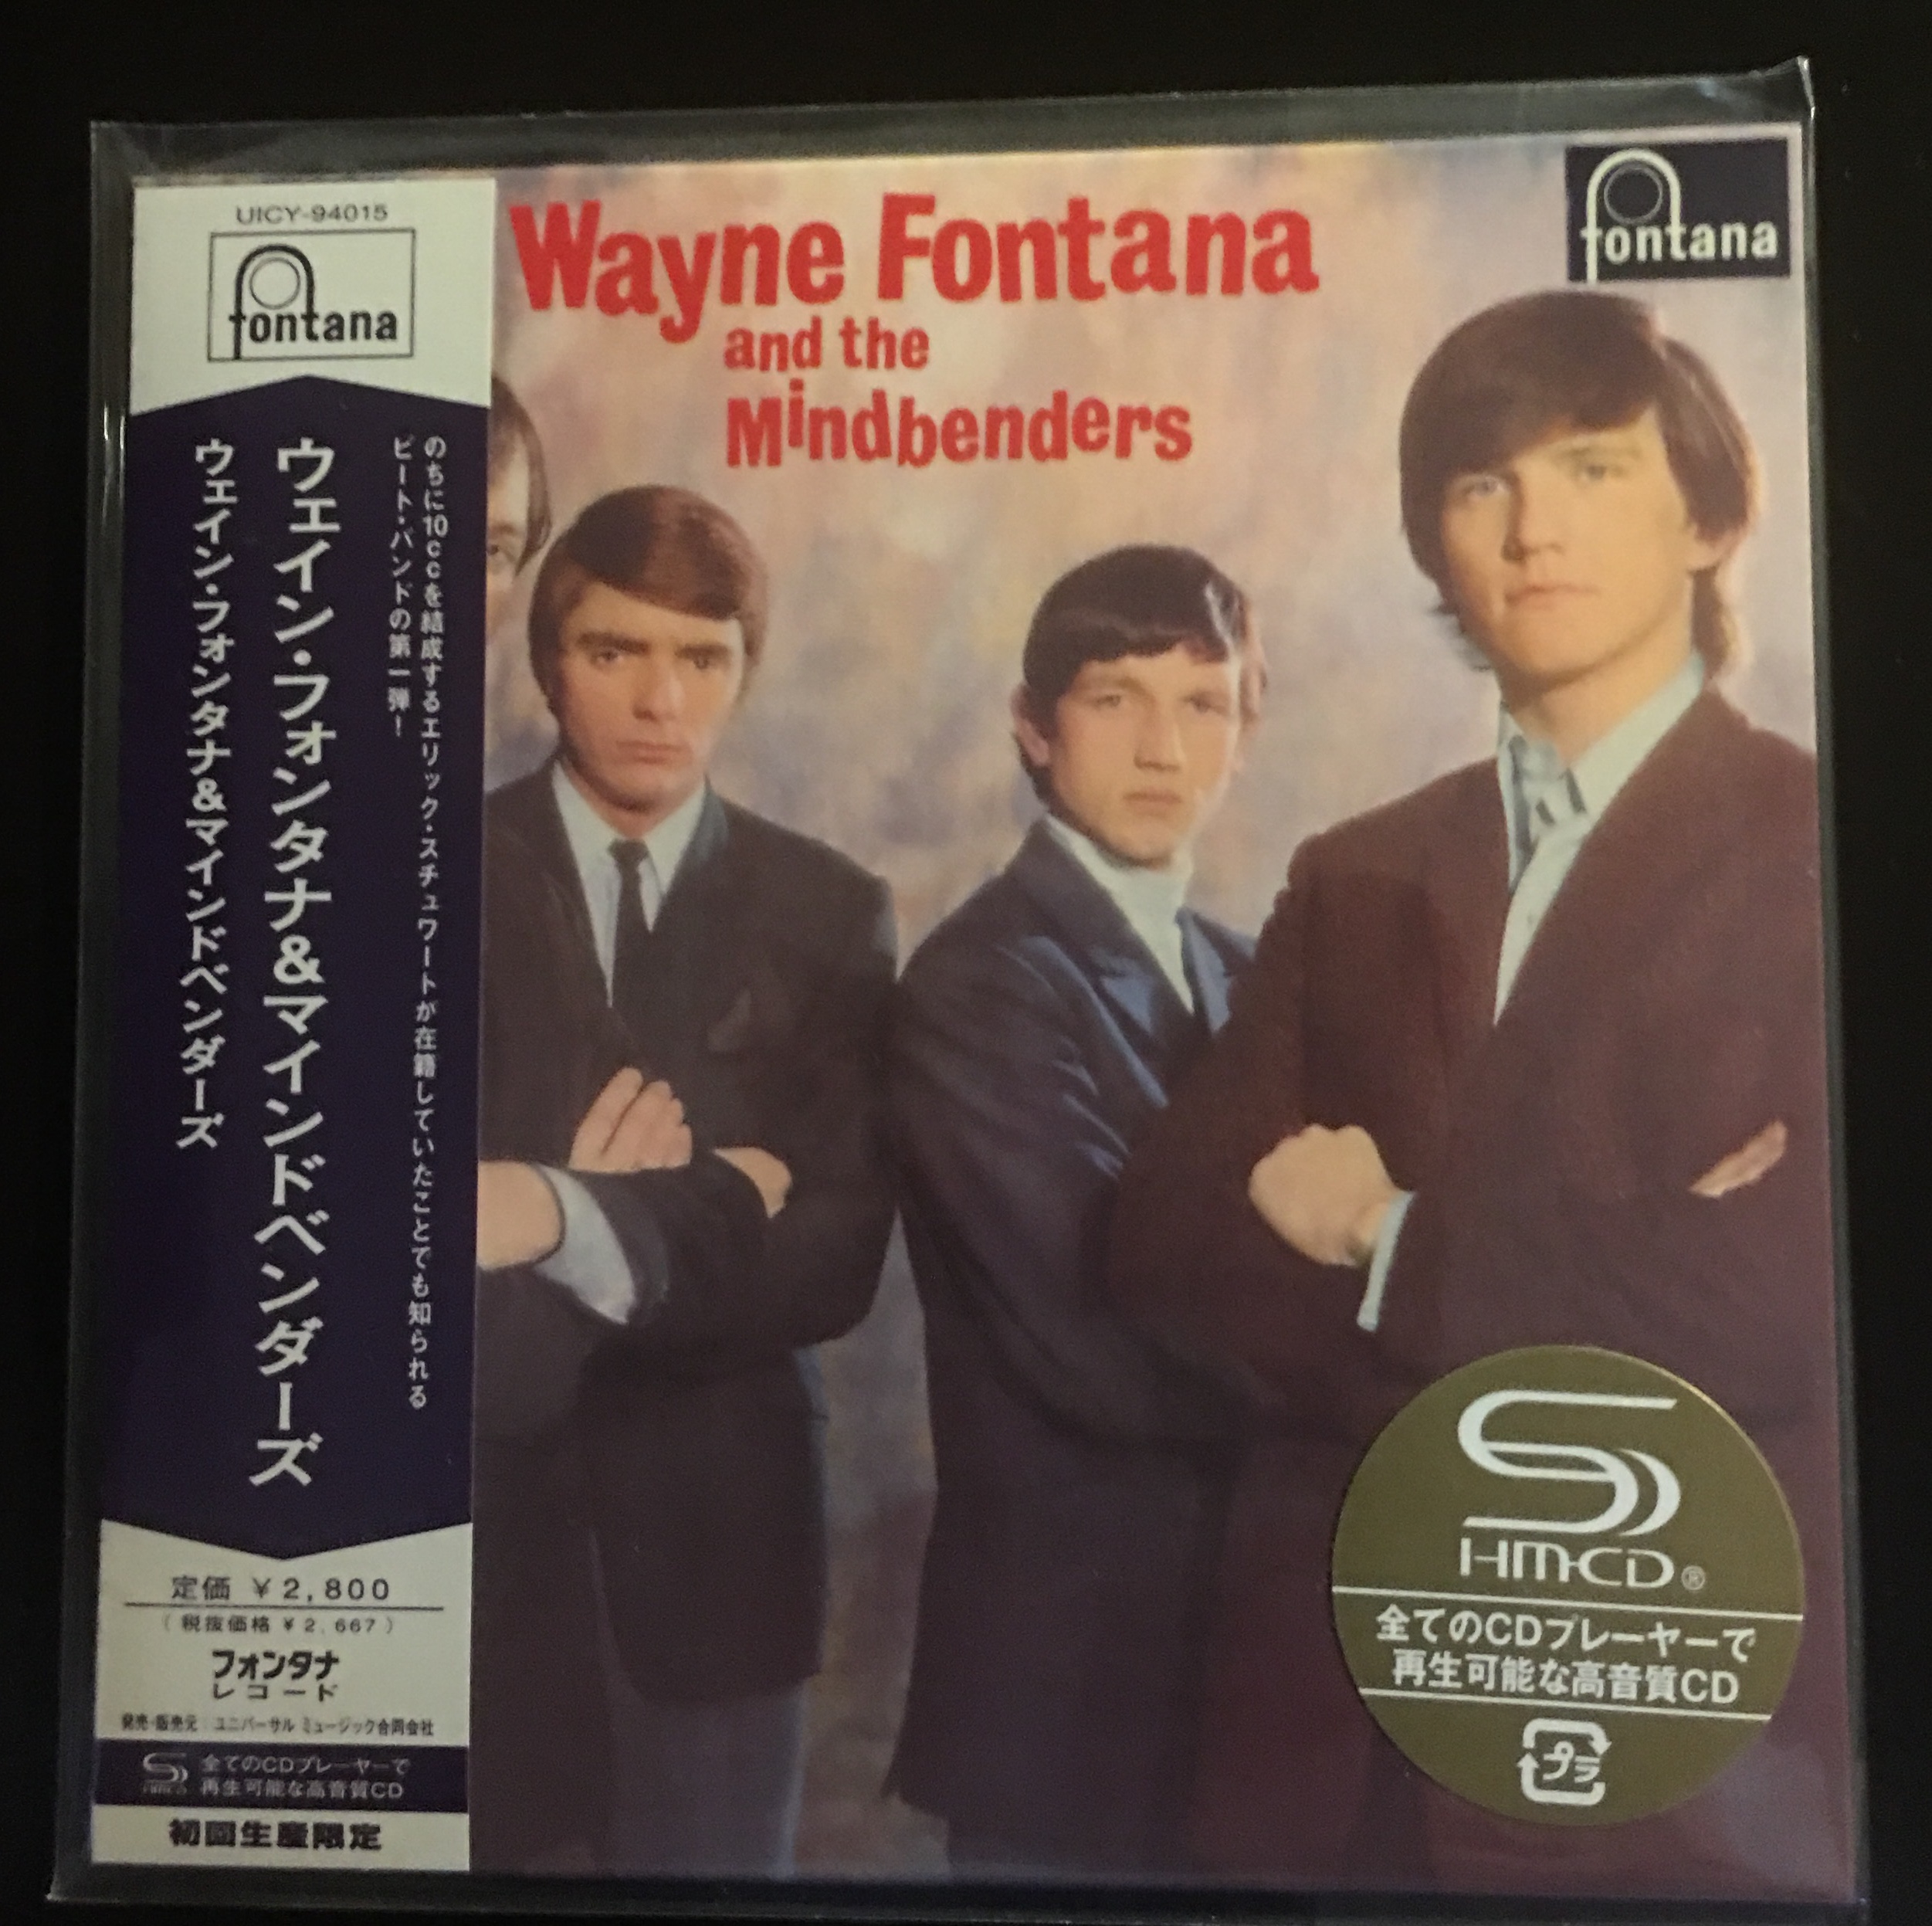 UICY-94015
fontana
のちに10ccを結成するエリック・スチュワートが在籍していたことでも知られる
ビート・バンドの第一弾！
ウェイン・フォンタナ&マインドベンダーズ
ウェイン・フォンタナ&マインドベンダーズ
定価 ¥2,800
（税抜価格 ¥2,667）
フォンタナ
レコード
発売・販売元：ユニバーサル ミュージック合同会社
HM-CD
全てのCDプレーヤーで
再生可能な高音質CD
初回生産限定
Wayne Fontana
and the
Mindbenders
fontana
SHM-CD®
全てのCDプレーヤーで
再生可能な高音質CD
プラ